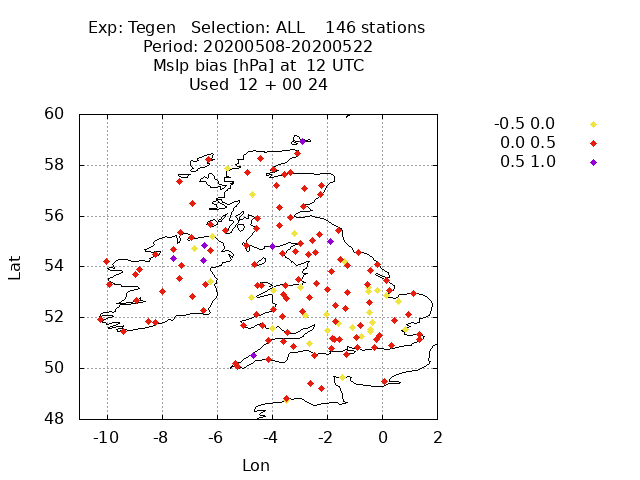 Exp: Tegen   Selection: ALL    146 stations
Period: 20200508-20200522
Mslp bias [hPa] at  12 UTC
Used  12 + 00 24
-0.5 0.0
0.0 0.5
0.5 1.0
60
58
56
54
52
50
48
Lat
-10 -8 -6 -4 -2 0 2
Lon